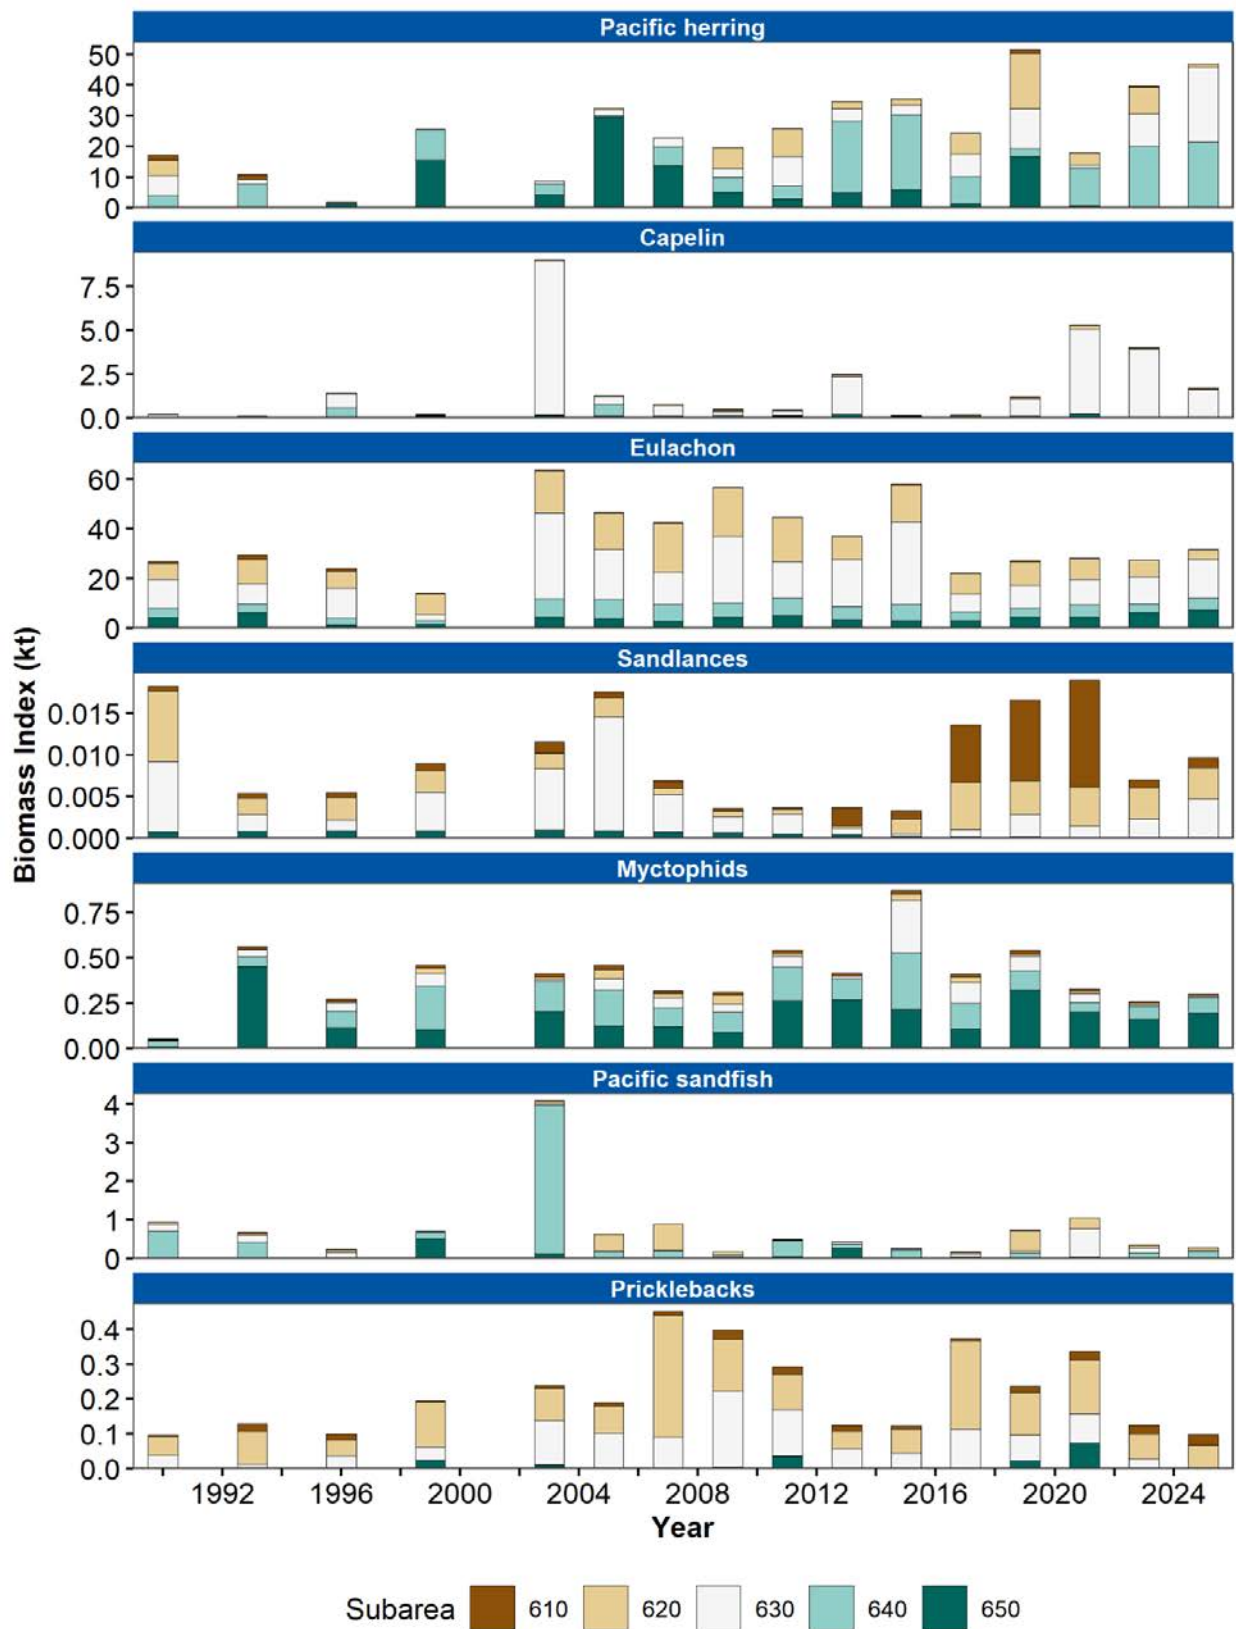 Pacific herring
50
40
30
20
10
0
Capelin
7.5
5.0
2.5
0.0
Eulachon
60
40
20
0
Sandlances
0.015
0.010
0.005
0.000
Biomass Index (kt)
Myctophids
0.75
0.50
0.25
0.00
Pacific sandfish
4
3
2
1
0
Pricklebacks
0.4
0.3
0.2
0.1
0.0
1992 1996 2000 2004 2008 2012 2016 2020 2024
Year
Subarea 610 620 630 640 650